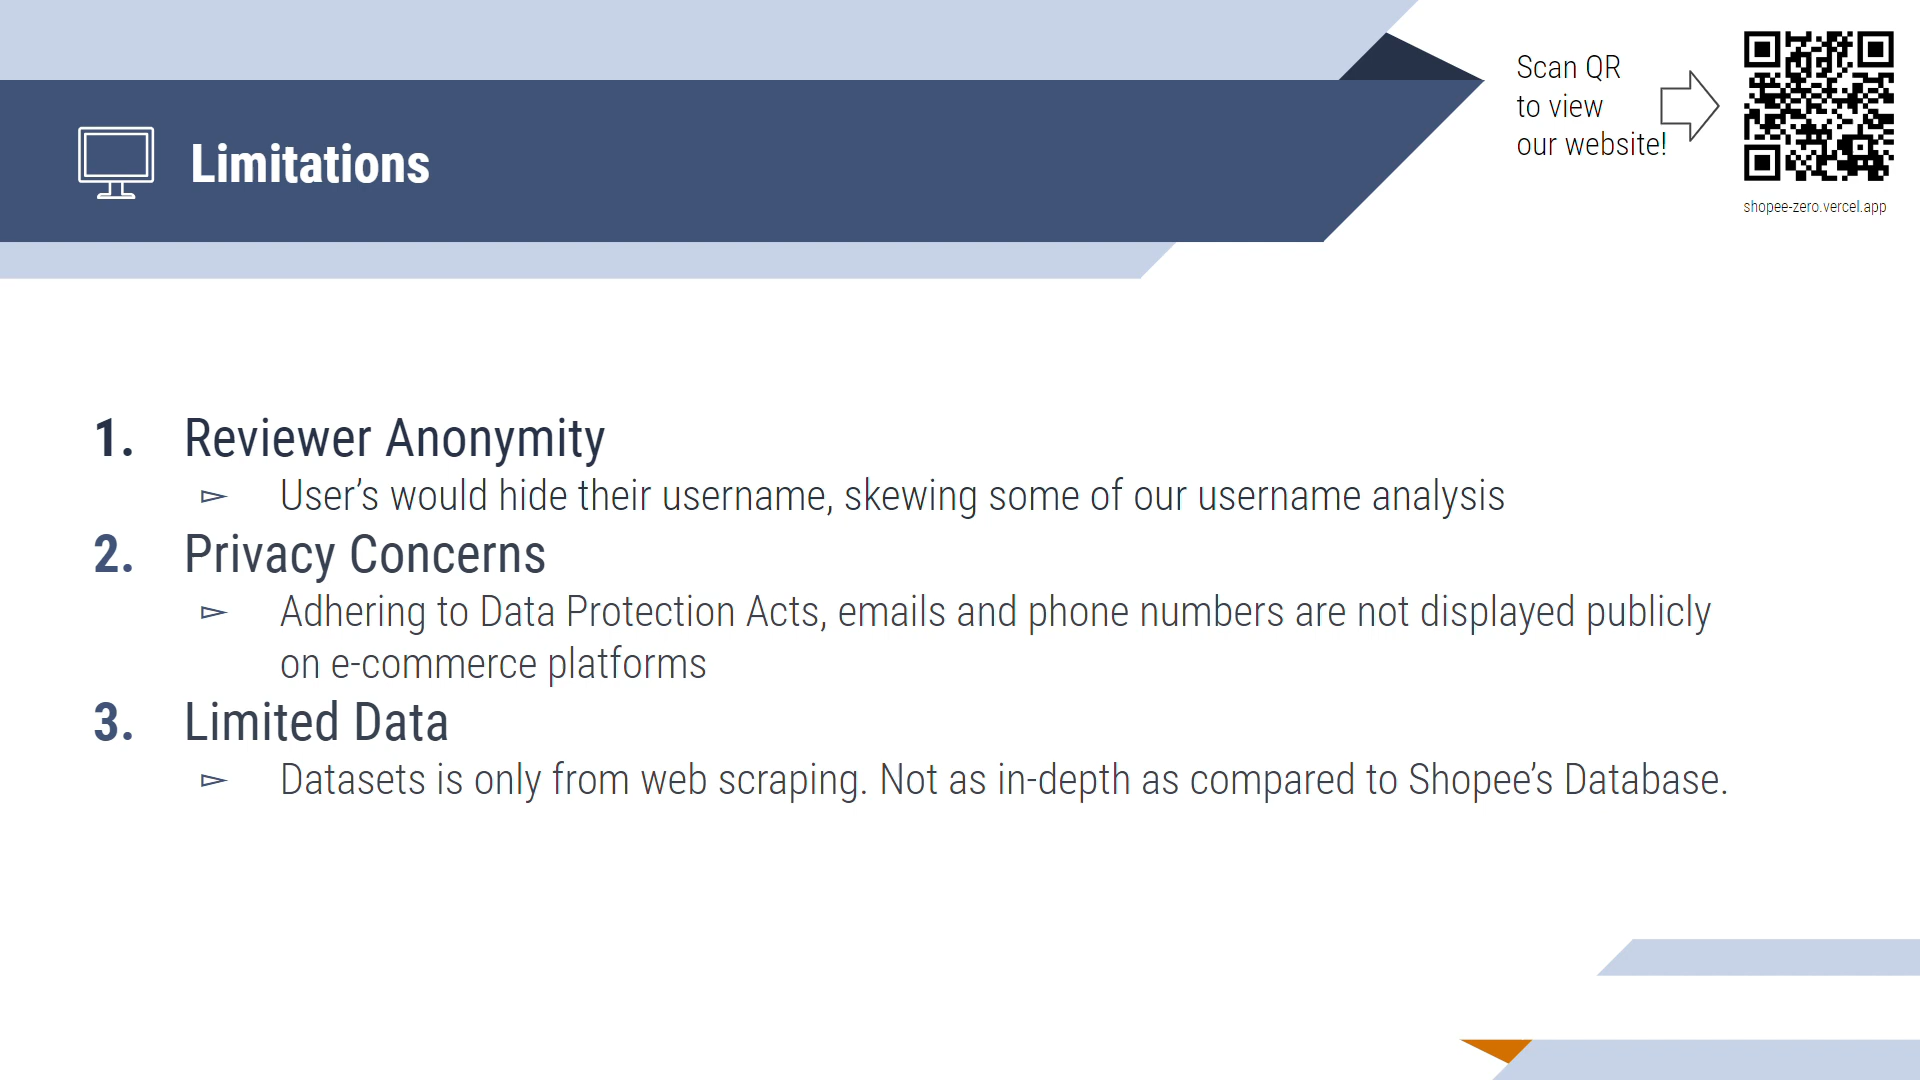 Limitations
Scan QR
to view
our website!
shopee-zero.vercel.app
1. Reviewer Anonymity
▻ User’s would hide their username, skewing some of our username analysis
2. Privacy Concerns
▻ Adhering to Data Protection Acts, emails and phone numbers are not displayed publicly
on e-commerce platforms
3. Limited Data
▻ Datasets is only from web scraping. Not as in-depth as compared to Shopee’s Database.